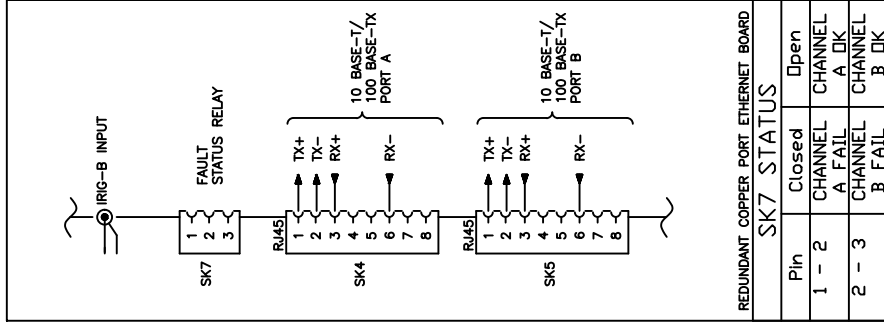 IRIG-B INPUT
FAULT
STATUS RELAY
1
2
3
SK7
RJ45
1
2
3
4
5
6
7
8
SK4
TX+
TX-
RX+
RX-
10 BASE-T/
100 BASE-TX
PORT A
RJ45
1
2
3
4
5
6
7
8
SK5
TX+
TX-
RX+
RX-
10 BASE-T/
100 BASE-TX
PORT B
REDUNDANT COPPER PORT ETHERNET BOARD
SK7 STATUS
Pin Closed Open
1 - 2 CHANNEL A FAIL CHANNEL A OK
2 - 3 CHANNEL B FAIL CHANNEL B OK